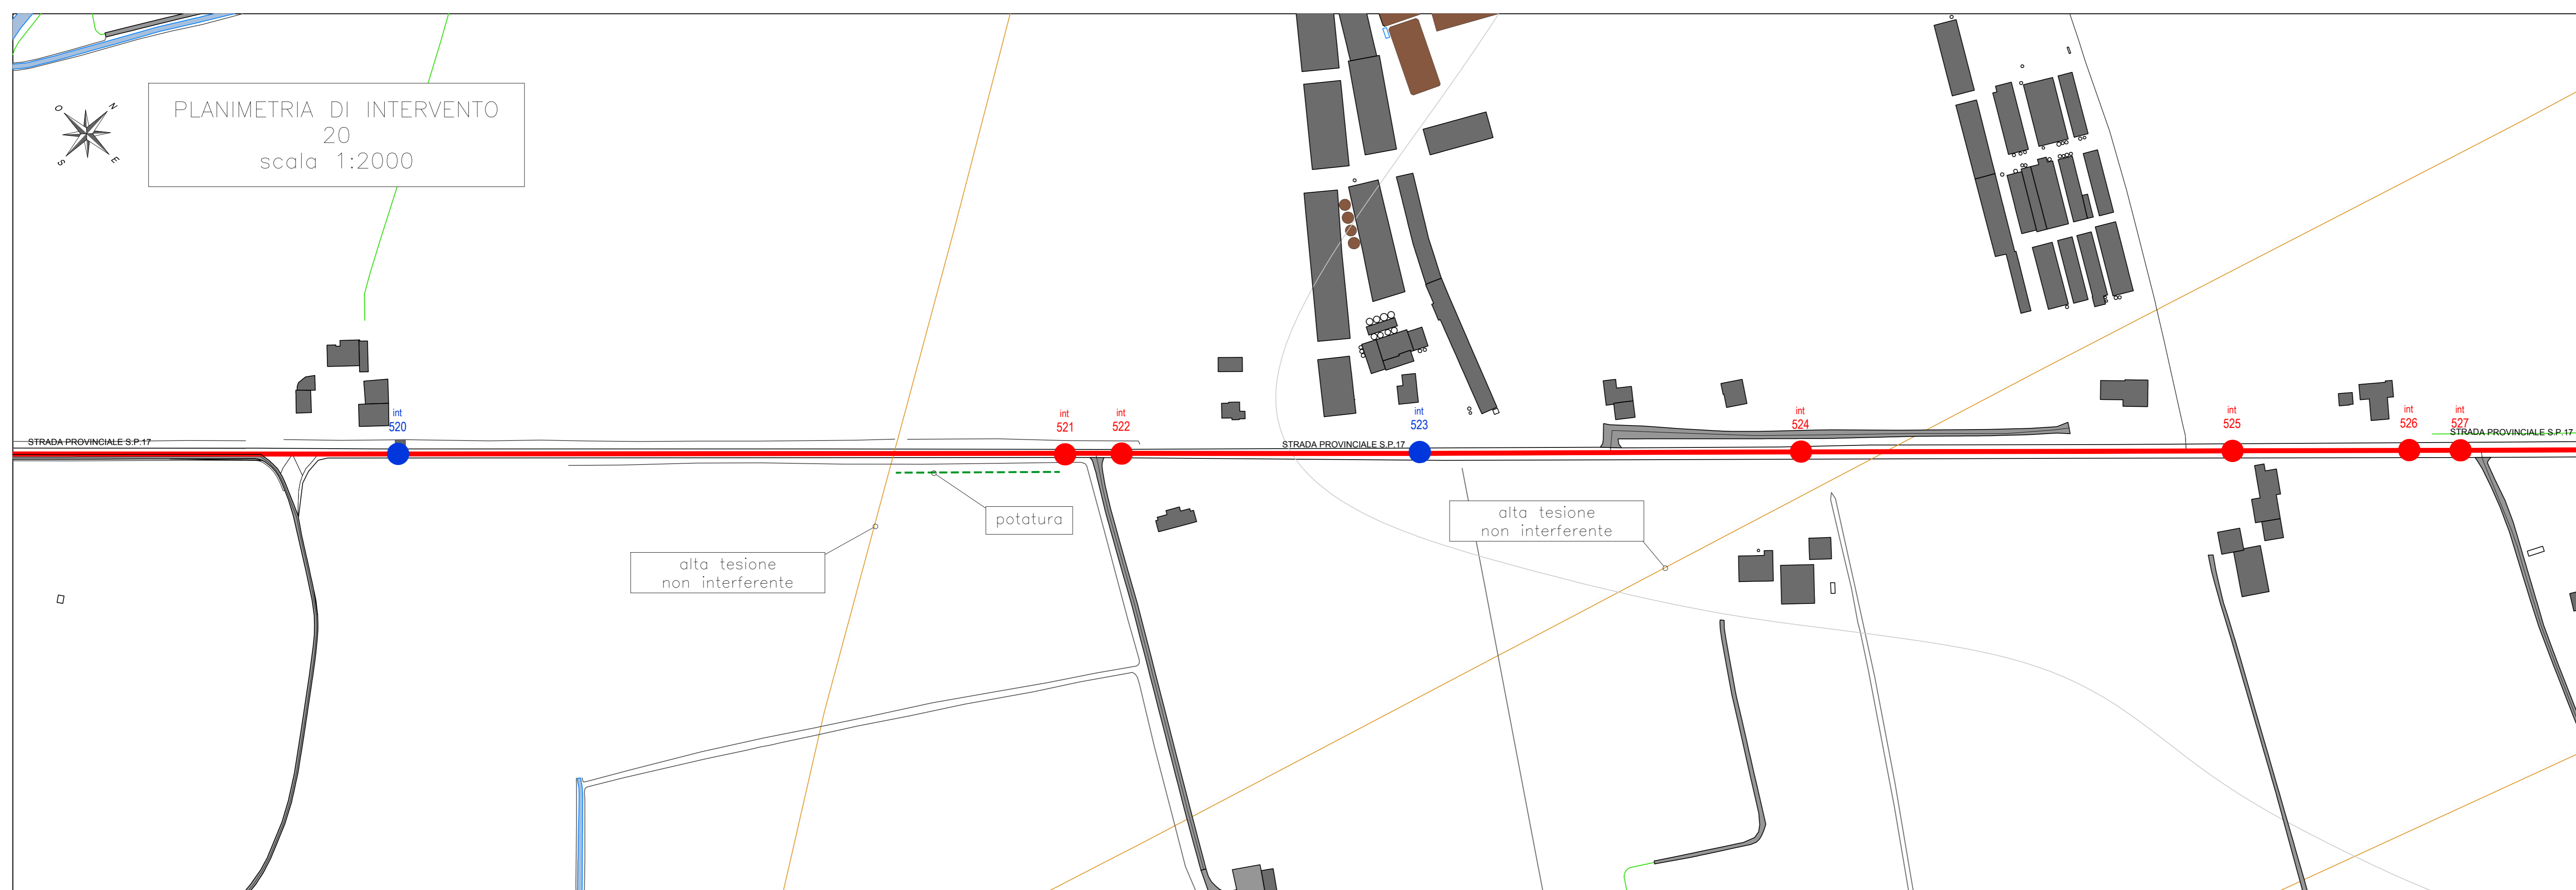 PLANIMETRIA DI INTERVENTO
20
scala 1:2000
O
N
S
E
int
520
int
521
int
522
int
523
int
524
int
525
int
526
int
527
STRADA PROVINCIALE S.P.17
STRADA PROVINCIALE S.P.17
STRADA PROVINCIALE S.P.17
potatura
alta tesione
non interferente
alta tesione
non interferente